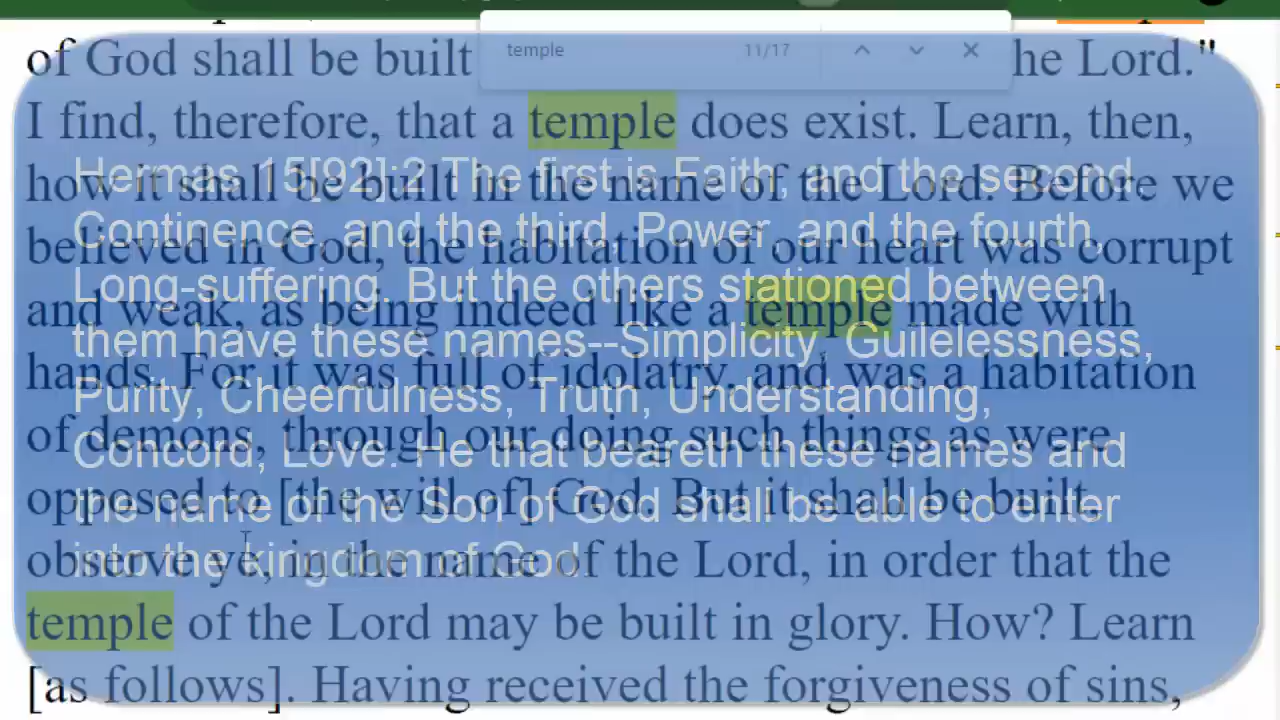 temple 11/17
of God shall be built he Lord."
I find, therefore, that a temple does exist. Learn, then,
how it shall be built in the name of the Lord. Before we
believed in God, the habitation of our heart was corrupt
and weak, as being indeed like a temple made with
hands. For it was full of idolatry, and was a habitation
of demons, through our doing such things as were
opposed to [the will of] God. But it shall be built,
observe ye, in the name of the Lord, in order that the
temple of the Lord may be built in glory. How? Learn
[as follows]. Having received the forgiveness of sins,
Hermas 15[92]:2 The first is Faith, and the second,
Continence, and the third, Power, and the fourth,
Long-suffering. But the others stationed between
them have these names--Simplicity, Guilelessness,
Purity, Cheerfulness, Truth, Understanding,
Concord, Love. He that beareth these names and
the name of the Son of God shall be able to enter
into the kingdom of God.